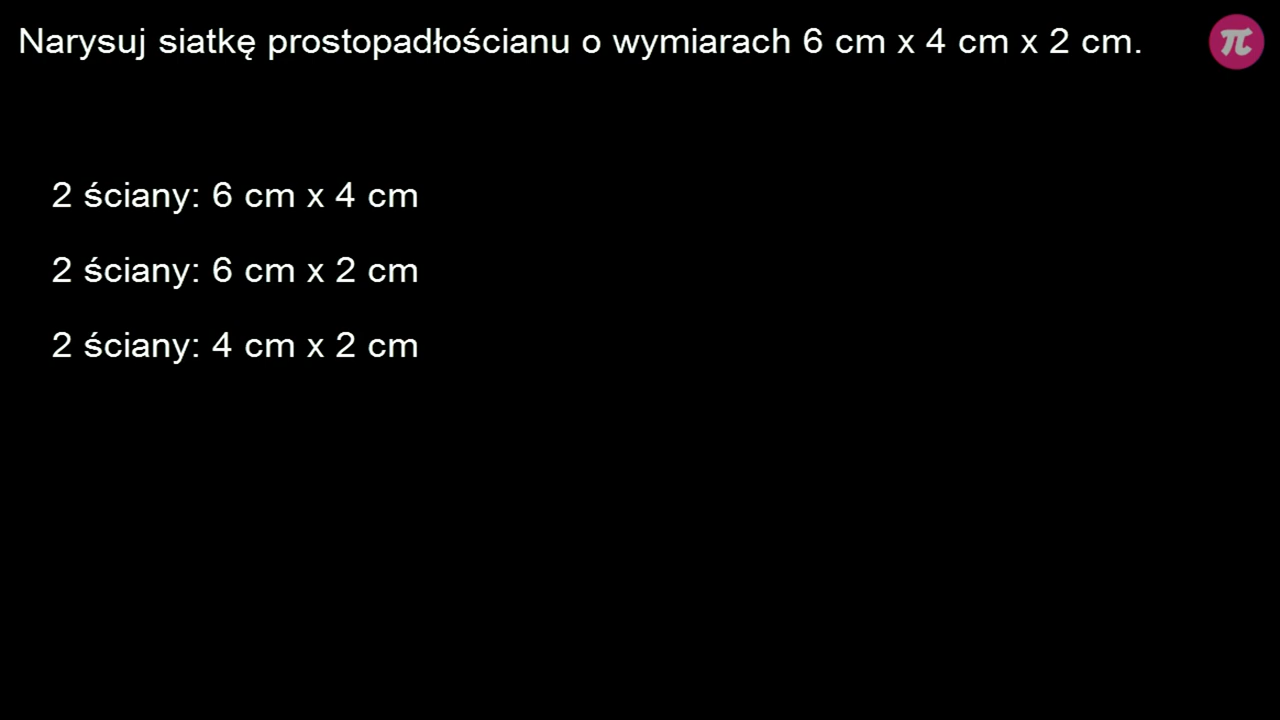 Narysuj siatkę prostopadłościanu o wymiarach 6 cm x 4 cm x 2 cm.
π
2 ściany: 6 cm x 4 cm
2 ściany: 6 cm x 2 cm
2 ściany: 4 cm x 2 cm